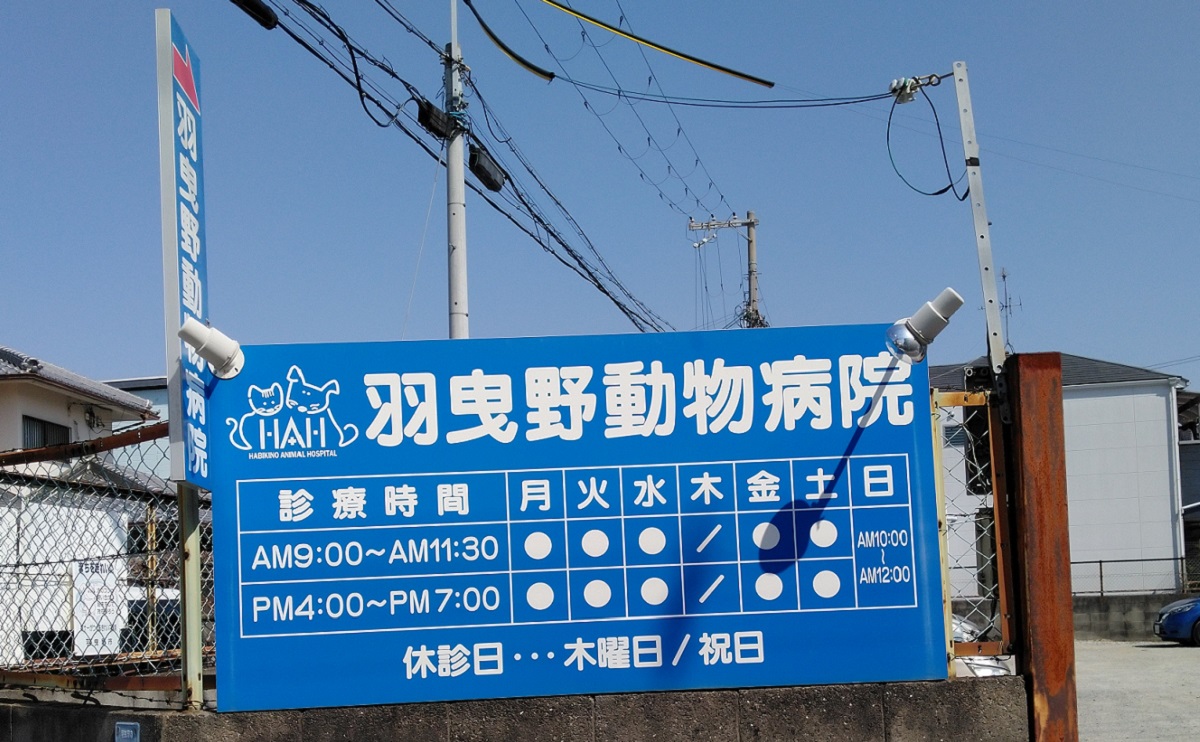 羽曳野動物病院
HAH
HABIKINO ANIMAL HOSPITAL
羽曳野動物病院
診療時間 月 火 水 木 金 土 日
AM9:00〜AM11:30 ● ● ● / ● ● AM10:00〜AM12:00
PM4:00〜PM7:00 ● ● ● / ● ●
休診日･･･木曜日/祝日